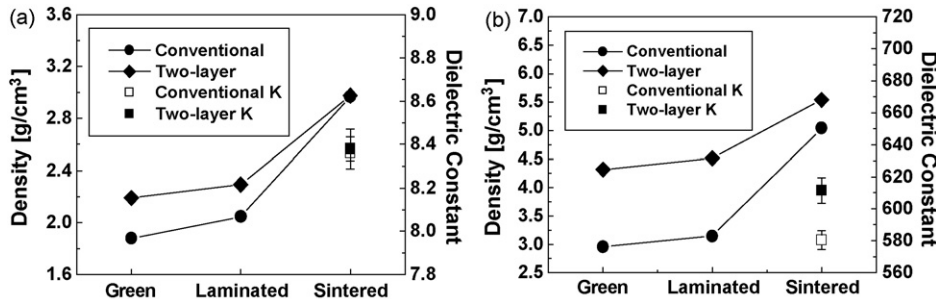 (a)
Density [g/cm³]
3.6
3.2
2.8
2.4
2.0
1.6
Conventional
Two-layer
Conventional K
Two-layer K
9.0
8.8
8.6
8.4
8.2
8.0
7.8
Dielectric Constant
Green Laminated Sintered
(b)
Density [g/cm³]
7.0
6.5
6.0
5.5
5.0
4.5
4.0
3.5
3.0
2.5
Conventional
Two-layer
Conventional K
Two-layer K
720
700
680
660
640
620
600
580
560
Dielectric Constant
Green Laminated Sintered